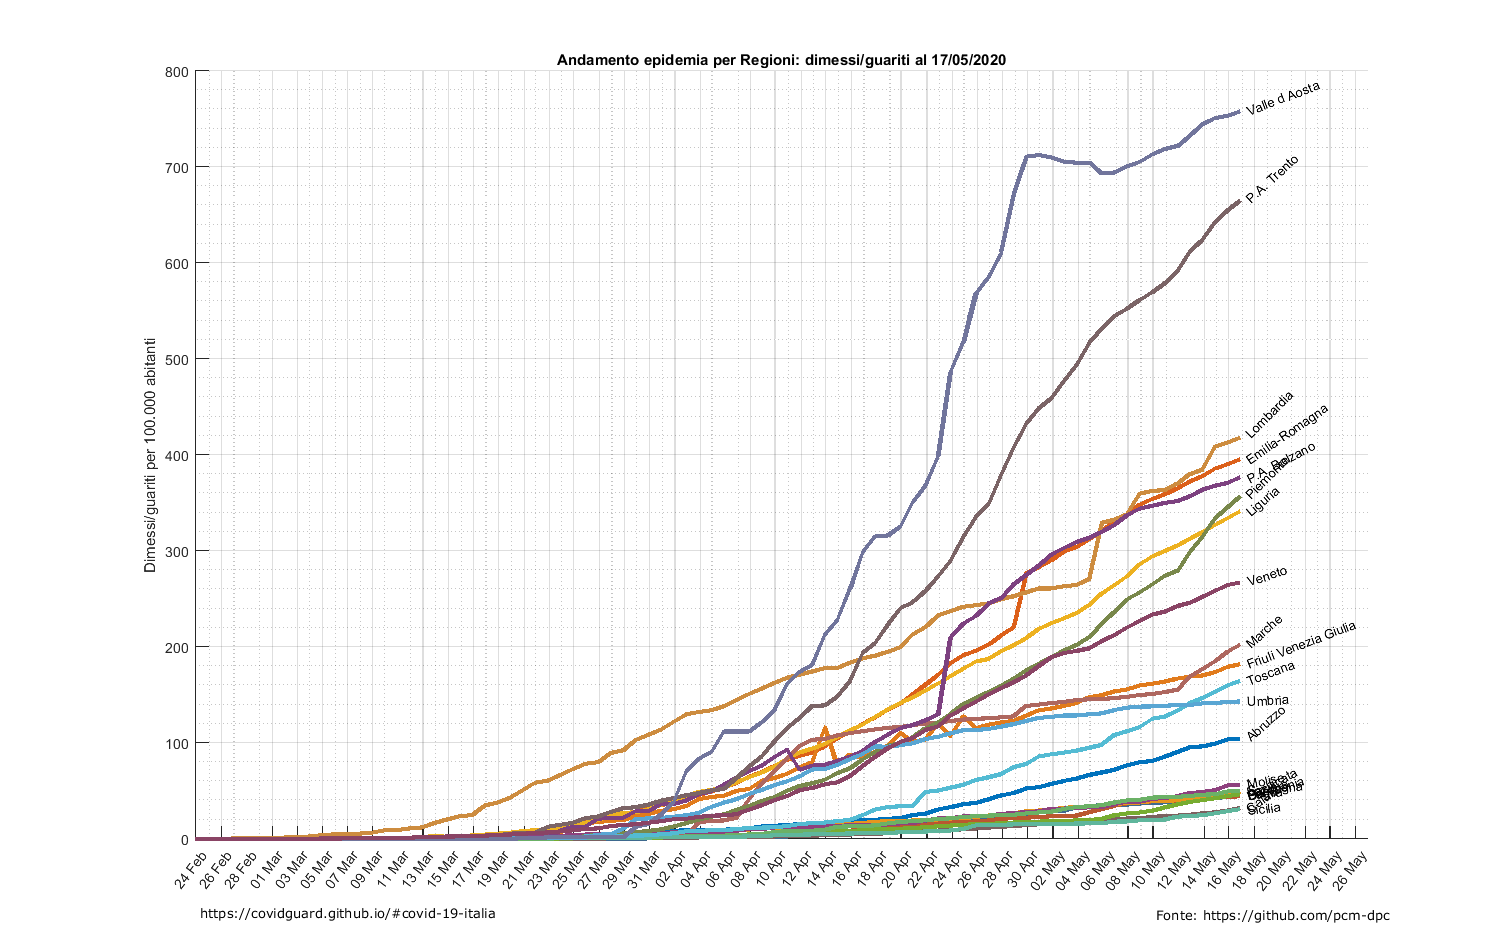 Andamento epidemia per Regioni: dimessi/guariti al 17/05/2020
Dimessi/guariti per 100.000 abitanti
800
700
600
500
400
300
200
100
0
Valle d Aosta
P.A. Trento
Lombardia
Emilia-Romagna
P.A. Bolzano
Piemonte
Liguria
Veneto
Marche
Friuli Venezia Giulia
Toscana
Umbria
Abruzzo
Molise
Sicilia
24 Feb
26 Feb
28 Feb
01 Mar
03 Mar
05 Mar
07 Mar
09 Mar
11 Mar
13 Mar
15 Mar
17 Mar
19 Mar
21 Mar
23 Mar
25 Mar
27 Mar
29 Mar
31 Mar
02 Apr
04 Apr
06 Apr
08 Apr
10 Apr
12 Apr
14 Apr
16 Apr
18 Apr
20 Apr
22 Apr
24 Apr
26 Apr
28 Apr
30 Apr
02 May
04 May
06 May
08 May
10 May
12 May
14 May
16 May
18 May
20 May
22 May
24 May
26 May
https://covidguard.github.io/#covid-19-italia
Fonte: https://github.com/pcm-dpc